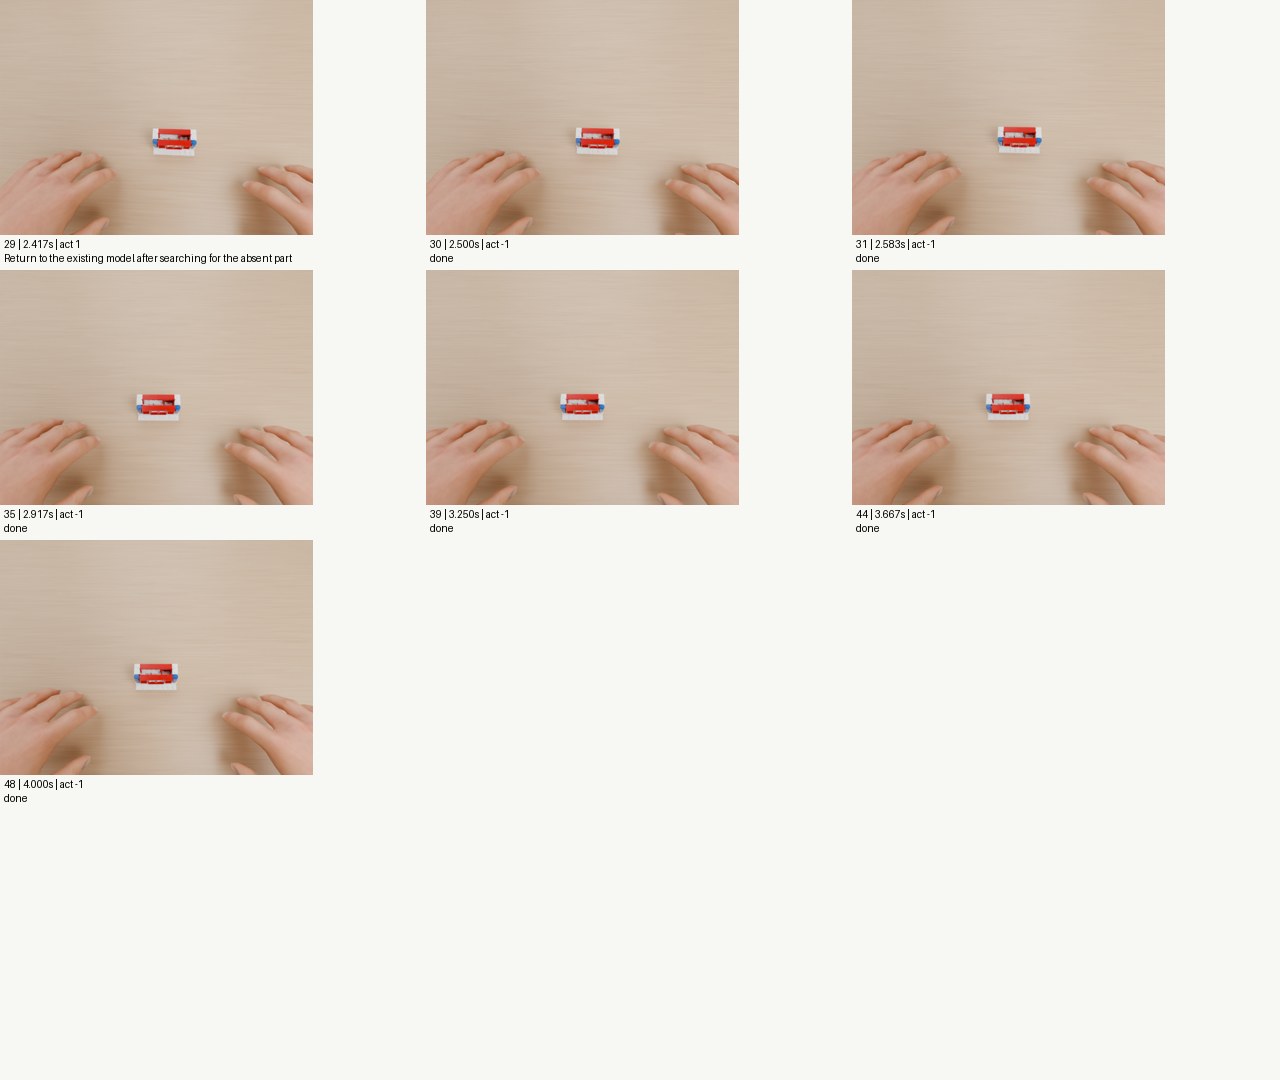 29 | 2.417s | act 1
Return to the existing model after searching for the absent part
30 | 2.500s | act -1
done
31 | 2.583s | act -1
done
35 | 2.917s | act -1
done
39 | 3.250s | act -1
done
44 | 3.667s | act -1
done
48 | 4.000s | act -1
done